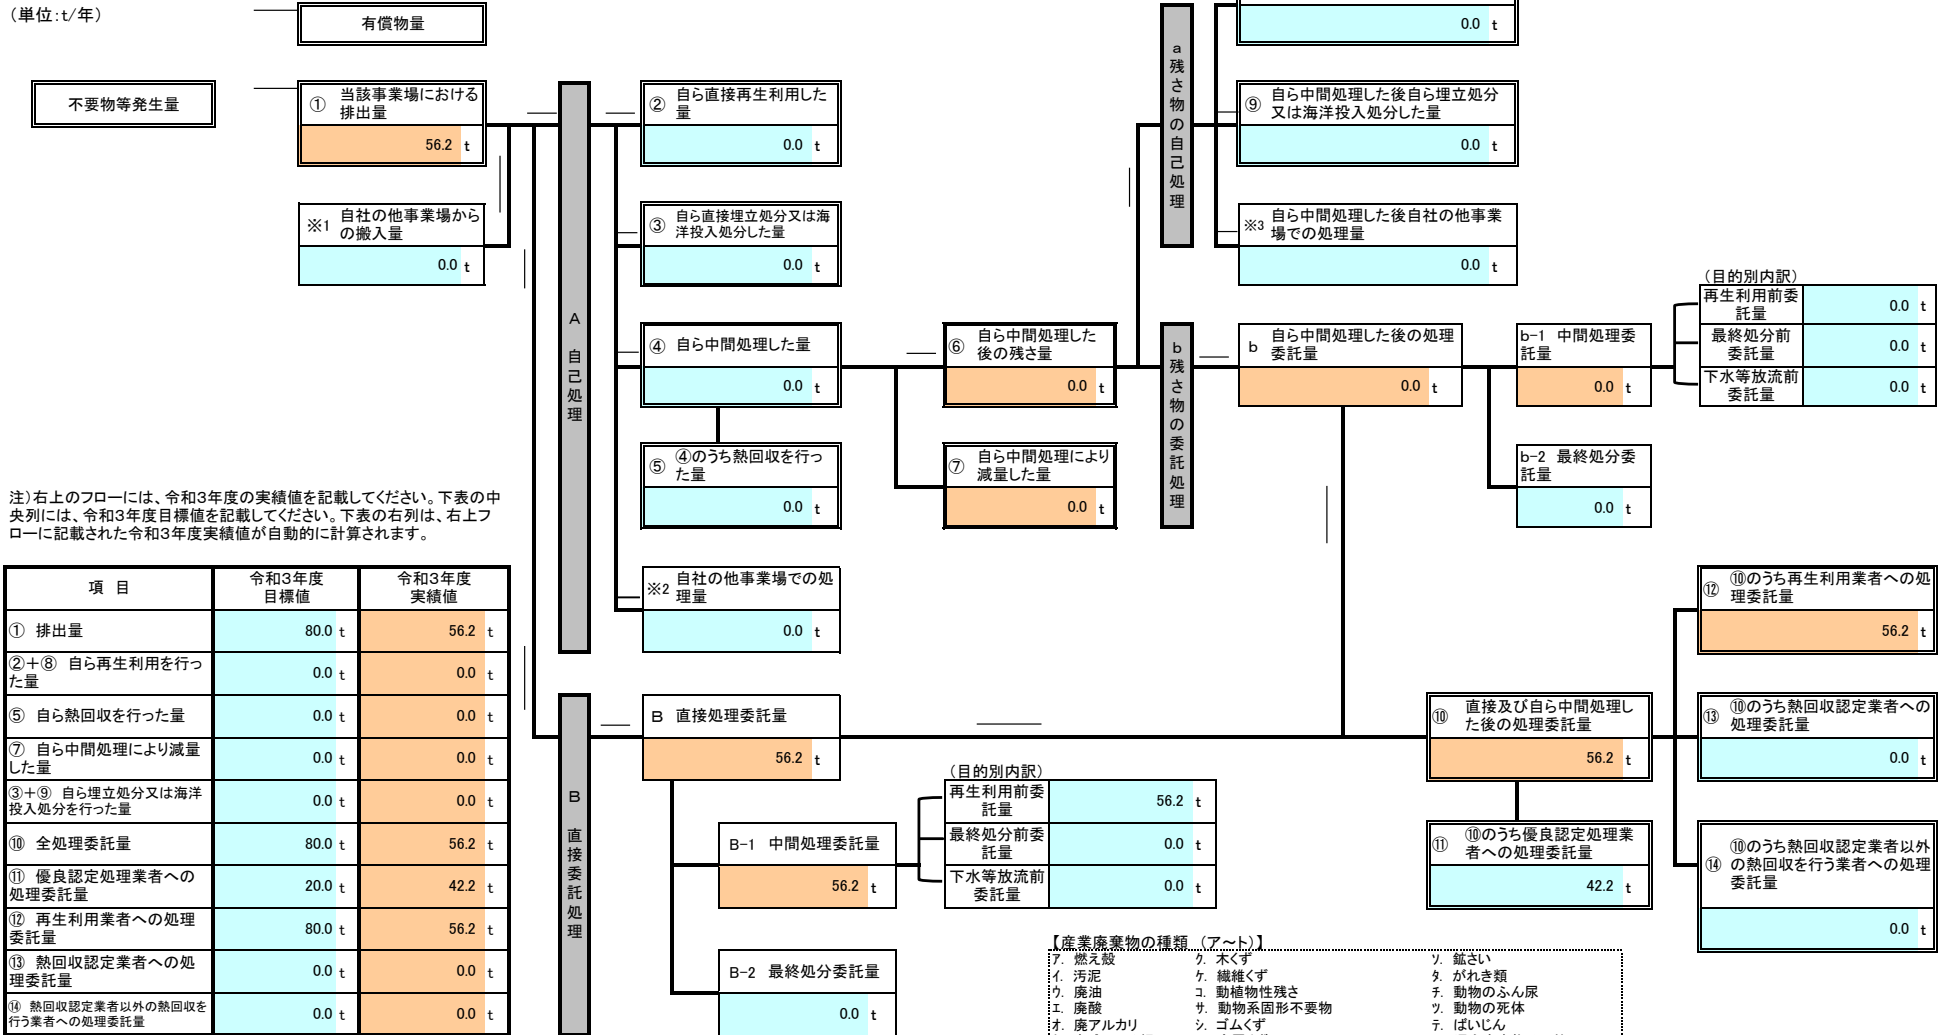 (単位:t/年)
有償物量
不要物等発生量
① 当該事業場における
排出量
56.2 t
※1 自社の他事業場から
の搬入量
0.0 t
A 自己処理
② 自ら直接再生利用した
量
0.0 t
③ 自ら直接埋立処分又は海
洋投入処分した量
0.0 t
④ 自ら中間処理した量
0.0 t
⑤ ④のうち熱回収を行っ
た量
0.0 t
※2 自社の他事業場での処
理量
0.0 t
⑥ 自ら中間処理した
後の残さ量
0.0 t
⑦ 自ら中間処理により
減量した量
0.0 t
a 残さ物の自己処理
0.0 t
⑨ 自ら中間処理した後自ら埋立処分
又は海洋投入処分した量
0.0 t
※3 自ら中間処理した後自社の他事業
場での処理量
0.0 t
b 残さ物の委託処理
b 自ら中間処理した後の処理
委託量
0.0 t
b-1 中間処理委
託量
0.0 t
b-2 最終処分委
託量
0.0 t
(目的別内訳)
再生利用前委
託量
0.0 t
最終処分前
委託量
0.0 t
下水等放流前
委託量
0.0 t
注)右上のフローには、令和3年度の実績値を記載してください。下表の中
央列には、令和3年度目標値を記載してください。下表の右列は、右上フ
ローに記載された令和3年度実績値が自動的に計算されます。
項 目 令和3年度
目標値 令和3年度
実績値
① 排出量 80.0 t 56.2 t
②+⑧ 自ら再生利用を行っ
た量 0.0 t 0.0 t
⑤ 自ら熱回収を行った量 0.0 t 0.0 t
⑦ 自ら中間処理により減量
した量 0.0 t 0.0 t
③+⑨ 自ら埋立処分又は海洋
投入処分を行った量 0.0 t 0.0 t
⑩ 全処理委託量 80.0 t 56.2 t
⑪ 優良認定処理業者への
処理委託量 20.0 t 42.2 t
⑫ 再生利用業者への処理
委託量 80.0 t 56.2 t
⑬ 熱回収認定業者への処
理委託量 0.0 t 0.0 t
⑭ 熱回収認定業者以外の熱回収を
行う業者への処理委託量 0.0 t 0.0 t
B 直接委託処理
B 直接処理委託量
56.2 t
B-1 中間処理委託量
56.2 t
B-2 最終処分委託量
0.0 t
(目的別内訳)
再生利用前委
託量
56.2 t
最終処分前委
託量
0.0 t
下水等放流前
委託量
0.0 t
⑩ 直接及び自ら中間処理し
た後の処理委託量
56.2 t
⑪ ⑩のうち優良認定処理業
者への処理委託量
42.2 t
⑫ ⑩のうち再生利用業者への処
理委託量
56.2 t
⑬ ⑩のうち熱回収認定業者への
処理委託量
0.0 t
⑭ ⑩のうち熱回収認定業者以外
の熱回収を行う業者への処理
委託量
0.0 t
【産業廃棄物の種類 (ア~ト)】
ア. 燃え殻 ク. 木くず ソ. 鉱さい
イ. 汚泥 ケ. 繊維くず タ. がれき類
ウ. 廃油 コ. 動植物性残さ チ. 動物のふん尿
エ. 廃酸 サ. 動物系固形不要物 ツ. 動物の死体
オ. 廃アルカリ シ. ゴムくず テ. ばいじん